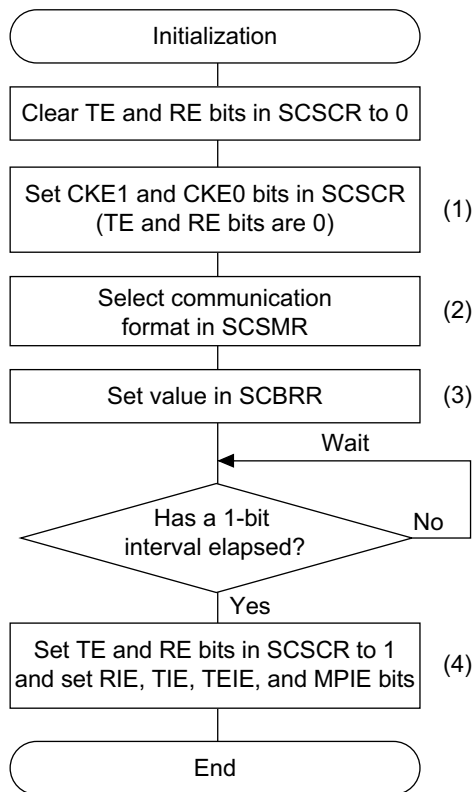 Initialization
Clear TE and RE bits in SCSCR to 0
Set CKE1 and CKE0 bits in SCSCR
(TE and RE bits are 0)
(1)
Select communication
format in SCSMR
(2)
Set value in SCBRR
(3)
Wait
Has a 1-bit
interval elapsed?
No
Yes
Set TE and RE bits in SCSCR to 1
and set RIE, TIE, TEIE, and MPIE bits
(4)
End